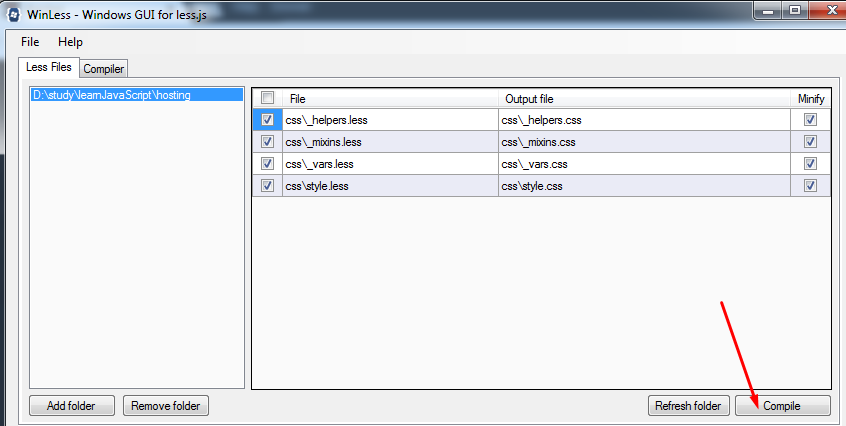 WinLess - Windows GUI for less.js
File Help
Less Files Compiler
D:\study\learnJavaScript\hosting
File Output file Minify
css\_helpers.less css\_helpers.css
css\_mixins.less css\_mixins.css
css\_vars.less css\_vars.css
css\style.less css\style.css
Add folder Remove folder Refresh folder Compile